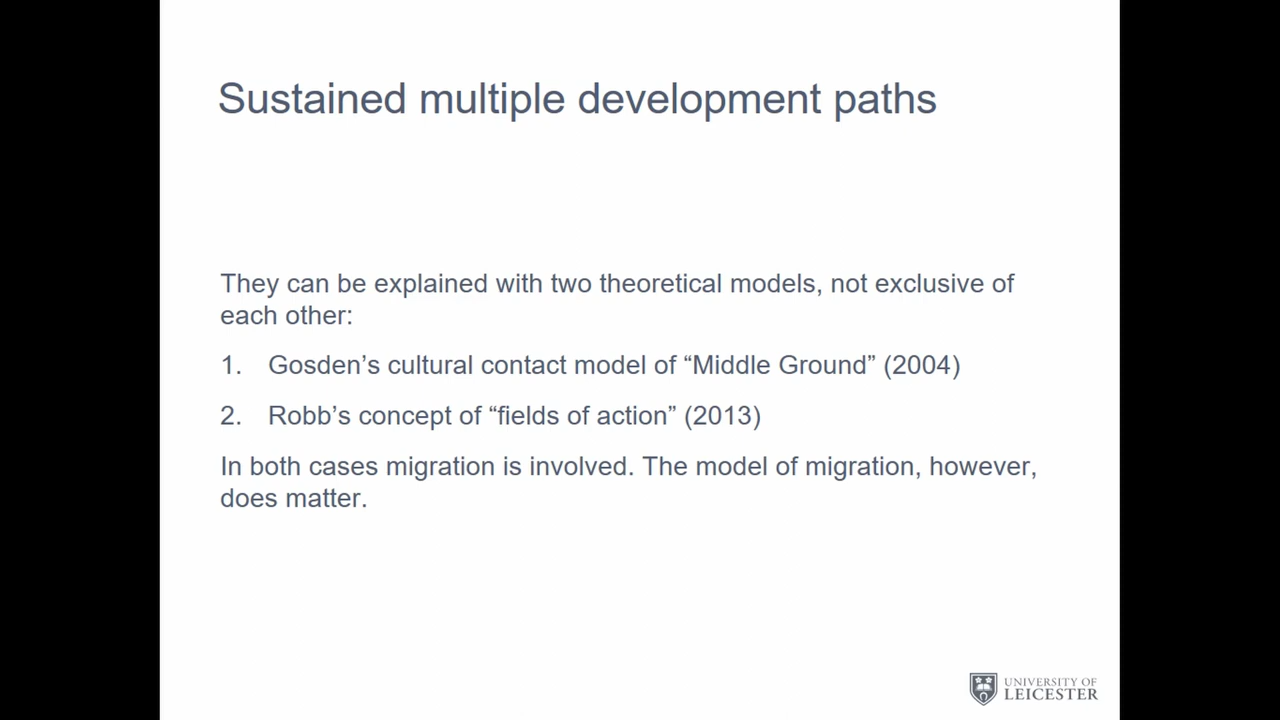 Sustained multiple development paths
They can be explained with two theoretical models, not exclusive of
each other:
1. Gosden’s cultural contact model of “Middle Ground” (2004)
2. Robb’s concept of “fields of action” (2013)
In both cases migration is involved. The model of migration, however,
does matter.
UNIVERSITY OF
LEICESTER